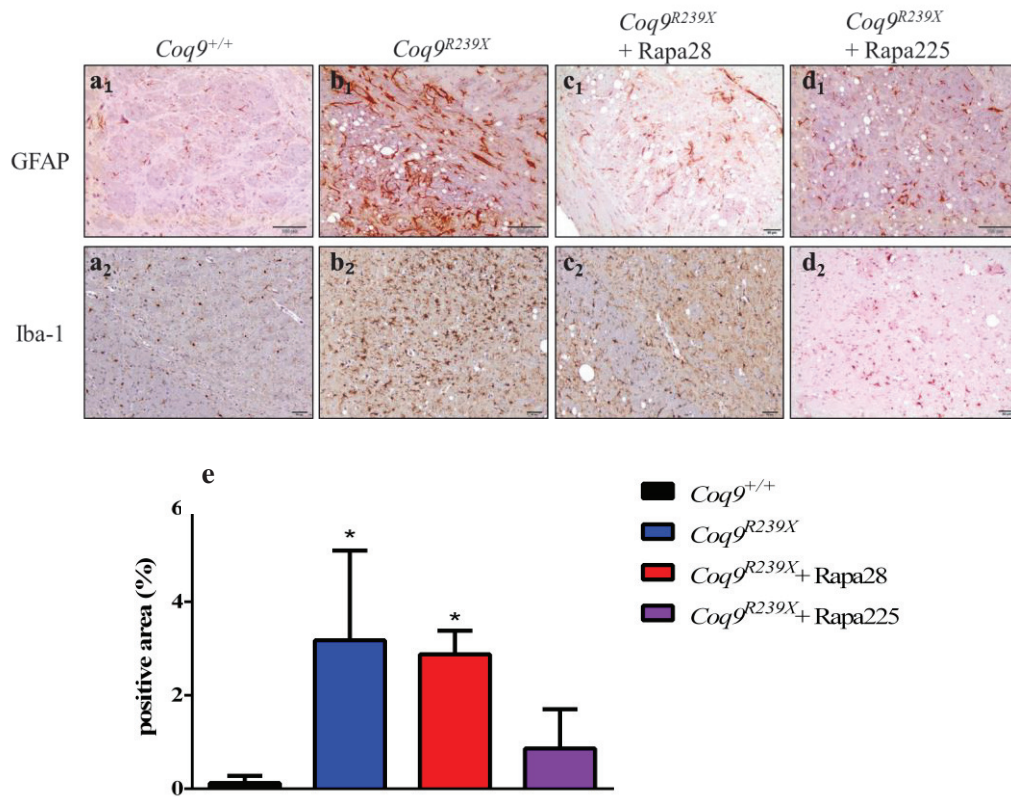 Coq9+/+
Coq9R239X
Coq9R239X
+ Rapa28
Coq9R239X
+ Rapa225
GFAP
a1
b1
c1
d1
Iba-1
a2
b2
c2
d2
e
positive area (%)
6
4
2
0
*
*
Coq9+/+
Coq9R239X
Coq9R239X+ Rapa28
Coq9R239X+ Rapa225